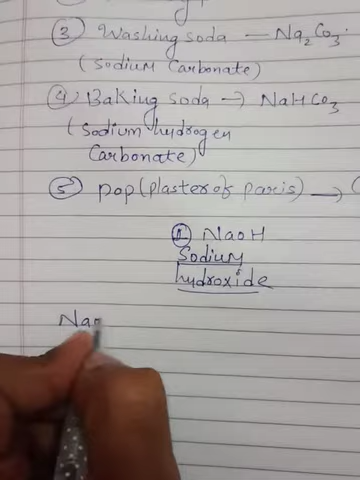 ③ Washing soda — Na₂Co₃.
(Sodium Carbonate)
④ Baking soda → NaHCo₃
(Sodium hydrogen
Carbonate)
⑤ pop (plaster of paris) → (
① NaoH
Sodium
hydroxide
Na